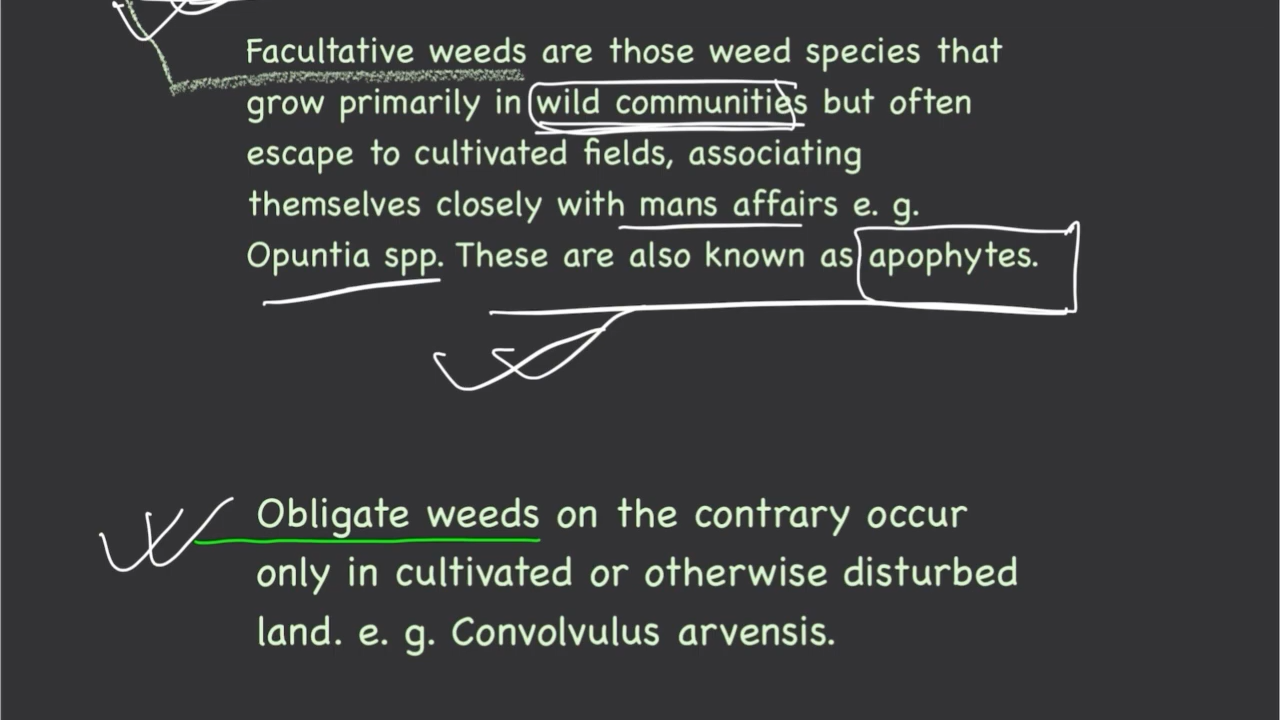 Facultative weeds are those weed species that
grow primarily in wild communities but often
escape to cultivated fields, associating
themselves closely with mans affairs e. g.
Opuntia spp. These are also known as apophytes.
Obligate weeds on the contrary occur
only in cultivated or otherwise disturbed
land. e. g. Convolvulus arvensis.